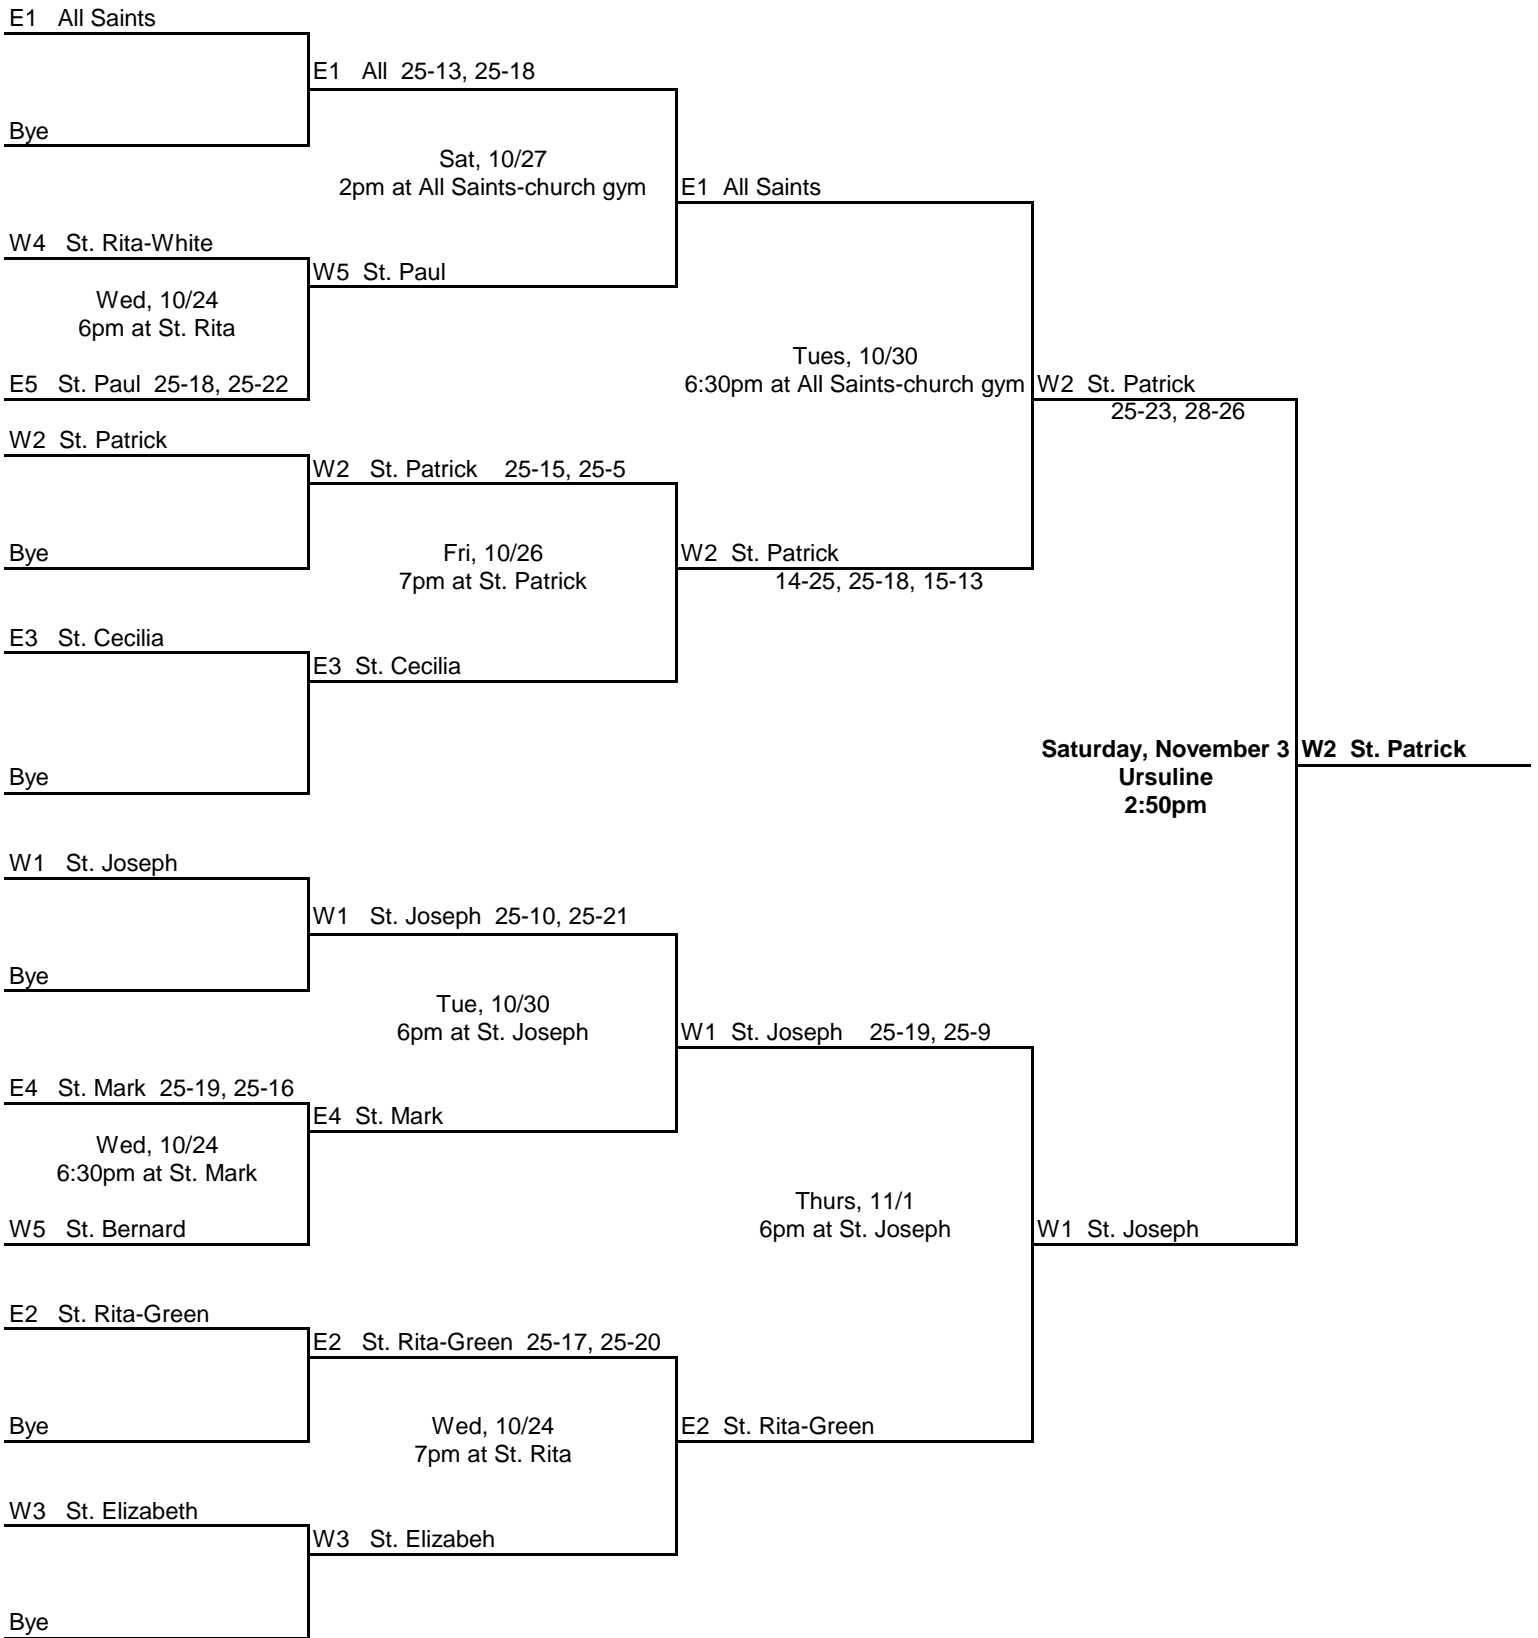 E1 All Saints
E1 All 25-13, 25-18
Bye
Sat, 10/27
2pm at All Saints-church gym
E1 All Saints
W4 St. Rita-White
W5 St. Paul
Wed, 10/24
6pm at St. Rita
Tues, 10/30
6:30pm at All Saints-church gym
E5 St. Paul 25-18, 25-22
W2 St. Patrick
25-23, 28-26
W2 St. Patrick
W2 St. Patrick 25-15, 25-5
Bye
Fri, 10/26
7pm at St. Patrick
W2 St. Patrick
14-25, 25-18, 15-13
E3 St. Cecilia
E3 St. Cecilia
Saturday, November 3
Ursuline
2:50pm
W2 St. Patrick
Bye
W1 St. Joseph
W1 St. Joseph 25-10, 25-21
Bye
Tue, 10/30
6pm at St. Joseph
W1 St. Joseph 25-19, 25-9
E4 St. Mark 25-19, 25-16
E4 St. Mark
Wed, 10/24
6:30pm at St. Mark
Thurs, 11/1
6pm at St. Joseph
W5 St. Bernard
W1 St. Joseph
E2 St. Rita-Green
E2 St. Rita-Green 25-17, 25-20
Bye
Wed, 10/24
7pm at St. Rita
E2 St. Rita-Green
W3 St. Elizabeth
W3 St. Elizabeh
Bye